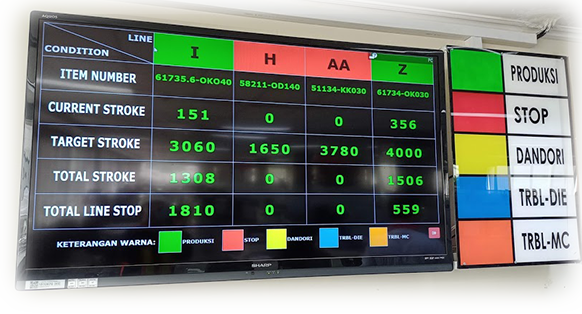 AQUOS
LINE
CONDITION
I H AA Z
ITEM NUMBER 61735.6-OKO40 58211-OD140 51134-KK030 61734-OK030
CURRENT STROKE 151 0 0 356
TARGET STROKE 3060 1650 3780 4000
TOTAL STROKE 1308 0 0 1506
TOTAL LINE STOP 1810 0 0 559
KETERANGAN WARNA: PRODUKSI STOP DANDORI TRBL-DIE TRBL-MC
SHARP
PRODUKSI
STOP
DANDORI
TRBL-DIE
TRBL-MC